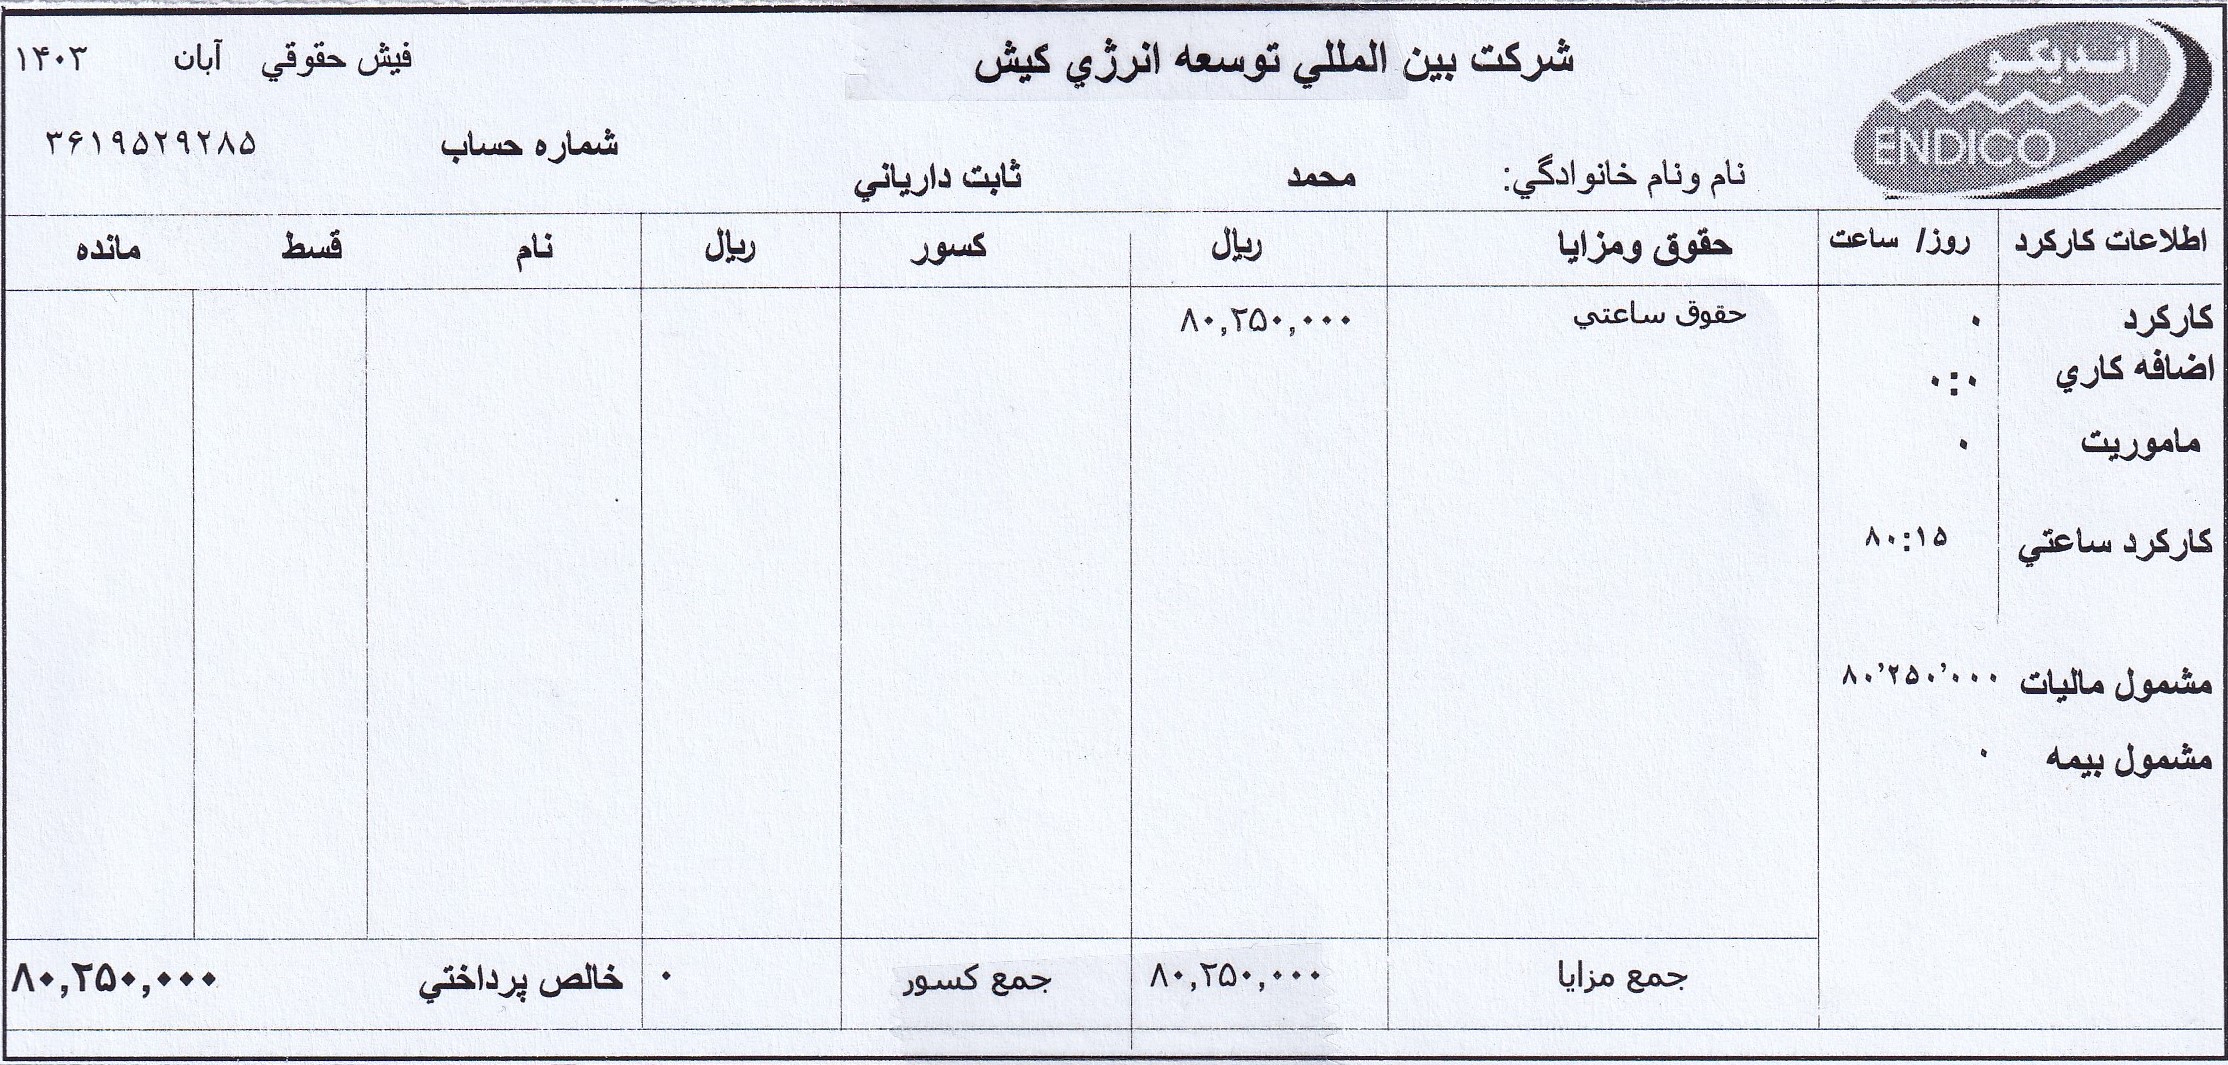 انديكو
ENDICO
شركت بين المللي توسعه انرژي كيش
فيش حقوقي آبان ۱۴۰۳
نام ونام خانوادگي: محمد ثابت دارياني
شماره حساب ۳۶۱۹۵۲۹۲۸۵
اطلاعات كاركرد روز/ ساعت حقوق ومزايا ريال كسور ريال نام قسط مانده
كاركرد ۰ حقوق ساعتي ۸۰,۲۵۰,۰۰۰
اضافه كاري ۰:۰
ماموريت ۰
كاركرد ساعتي ۸۰:۱۵
مشمول ماليات ۸۰٬۲۵۰٬۰۰۰
مشمول بيمه ۰
جمع مزايا ۸۰,۲۵۰,۰۰۰ جمع كسور ۰ خالص پرداختي ۸۰,۲۵۰,۰۰۰